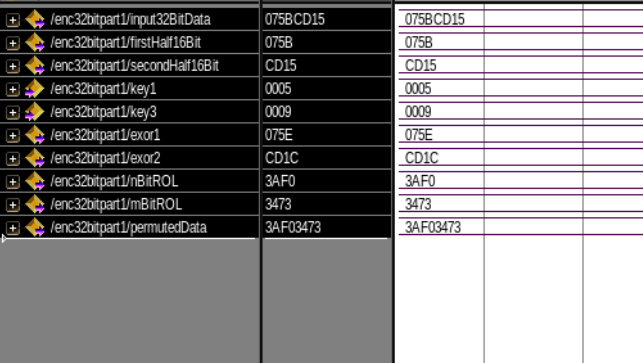 /enc32bitpart1/input32BitData 075BCD15 075BCD15
/enc32bitpart1/firstHalf16Bit 075B 075B
/enc32bitpart1/secondHalf16Bit CD15 CD15
/enc32bitpart1/key1 0005 0005
/enc32bitpart1/key3 0009 0009
/enc32bitpart1/exor1 075E 075E
/enc32bitpart1/exor2 CD1C CD1C
/enc32bitpart1/nBitROL 3AF0 3AF0
/enc32bitpart1/mBitROL 3473 3473
/enc32bitpart1/permutedData 3AF03473 3AF03473